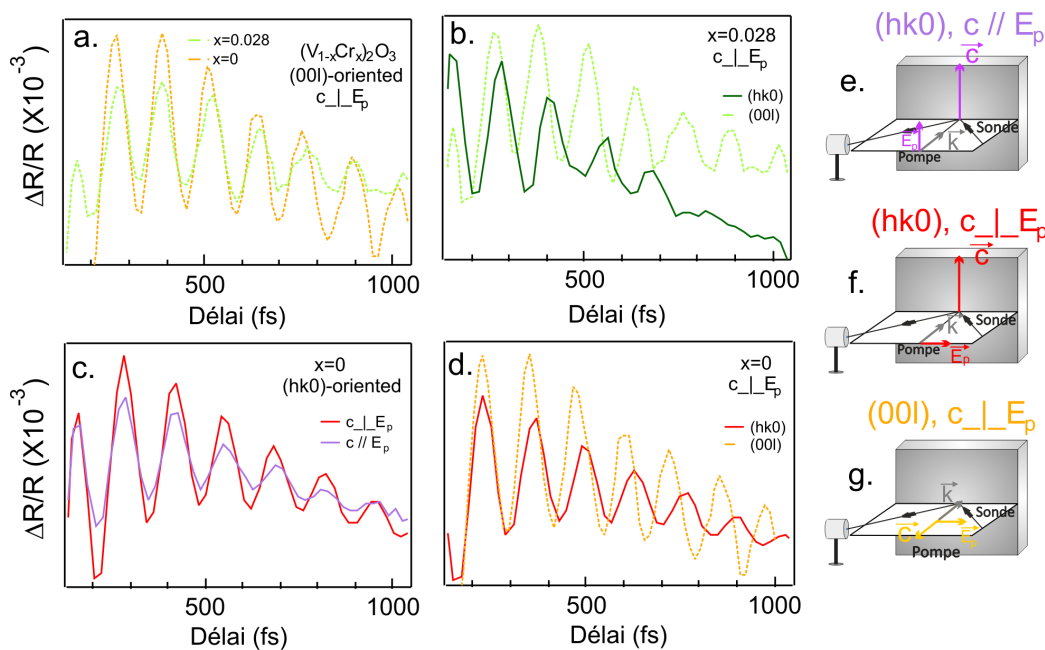 a.
x=0.028
x=0
(V1-xCrx)2O3
(00l)-oriented
c_|_Ep
ΔR/R (X10⁻³)
500
1000
Délai (fs)
b.
x=0.028
c_|_Ep
(hk0)
(00l)
500
1000
Délai (fs)
c.
x=0
(hk0)-oriented
c_|_Ep
c // Ep
ΔR/R (X10⁻³)
500
1000
Délai (fs)
d.
x=0
c_|_Ep
(hk0)
(00l)
500
1000
Délai (fs)
(hk0), c // Ep
e.
c
Sonde
Ep
k
Pompe
(hk0), c_|_Ep
f.
c
k
Sonde
Pompe
Ep
(00l), c_|_Ep
g.
k
Sonde
c
Ep
Pompe